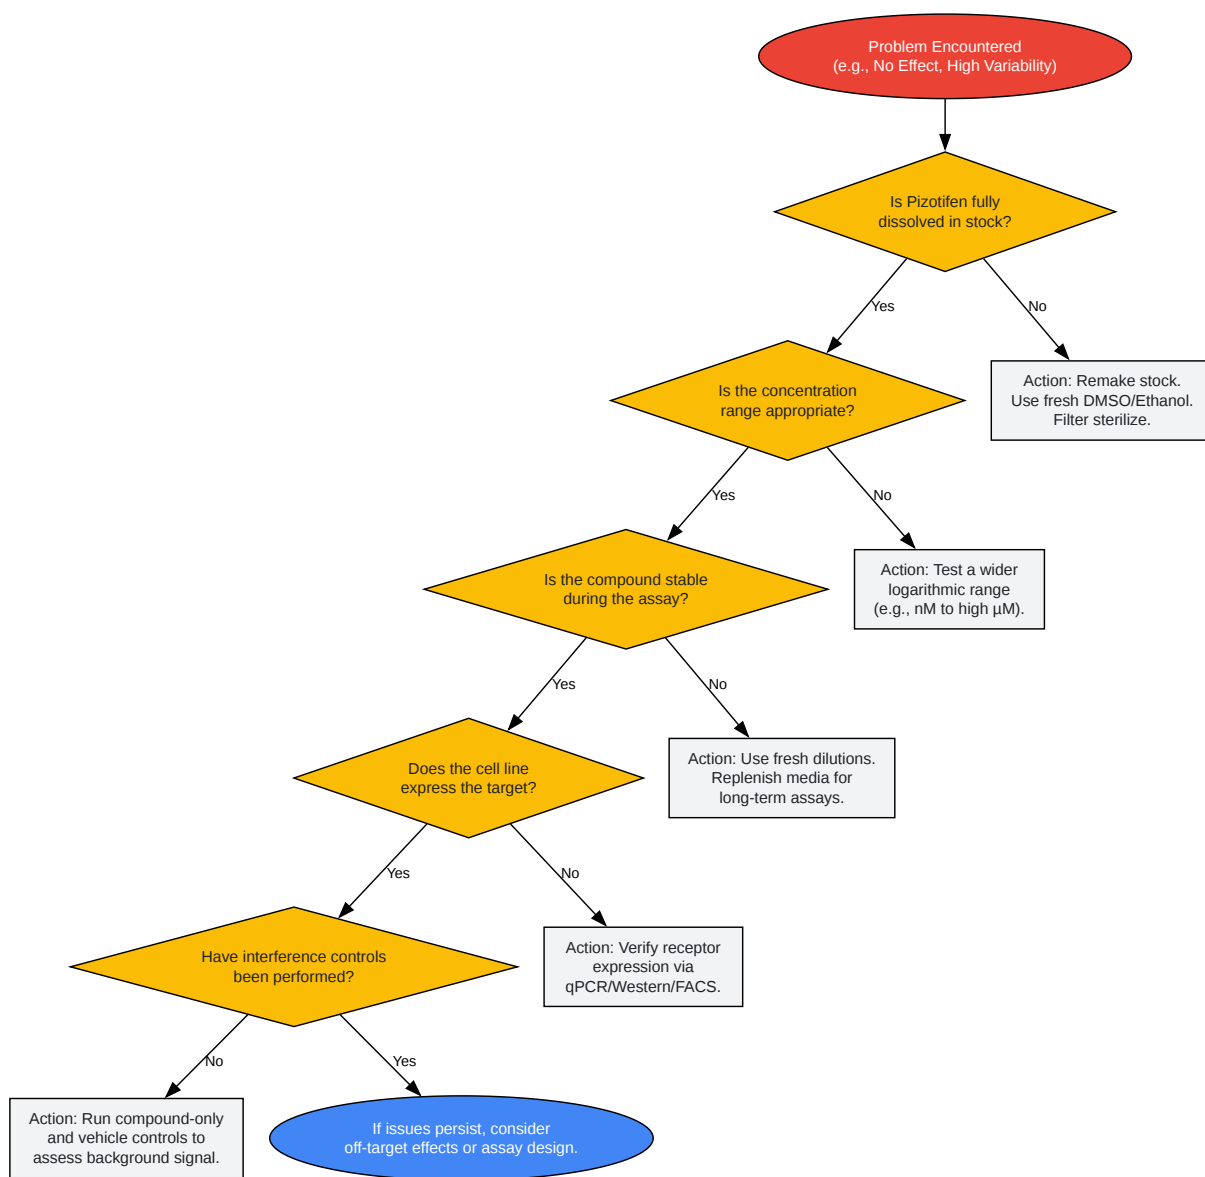 Problem Encountered
(e.g., No Effect, High Variability)
Is Pizotifen fully
dissolved in stock?
Yes
No
Is the concentration
range appropriate?
Action: Remake stock.
Use fresh DMSO/Ethanol.
Filter sterilize.
Yes
No
Is the compound stable
during the assay?
Action: Test a wider
logarithmic range
(e.g., nM to high µM).
Yes
No
Does the cell line
express the target?
Action: Use fresh dilutions.
Replenish media for
long-term assays.
Yes
No
Have interference controls
been performed?
Action: Verify receptor
expression via
qPCR/Western/FACS.
No
Yes
Action: Run compound-only
and vehicle controls to
assess background signal.
If issues persist, consider
off-target effects or assay design.